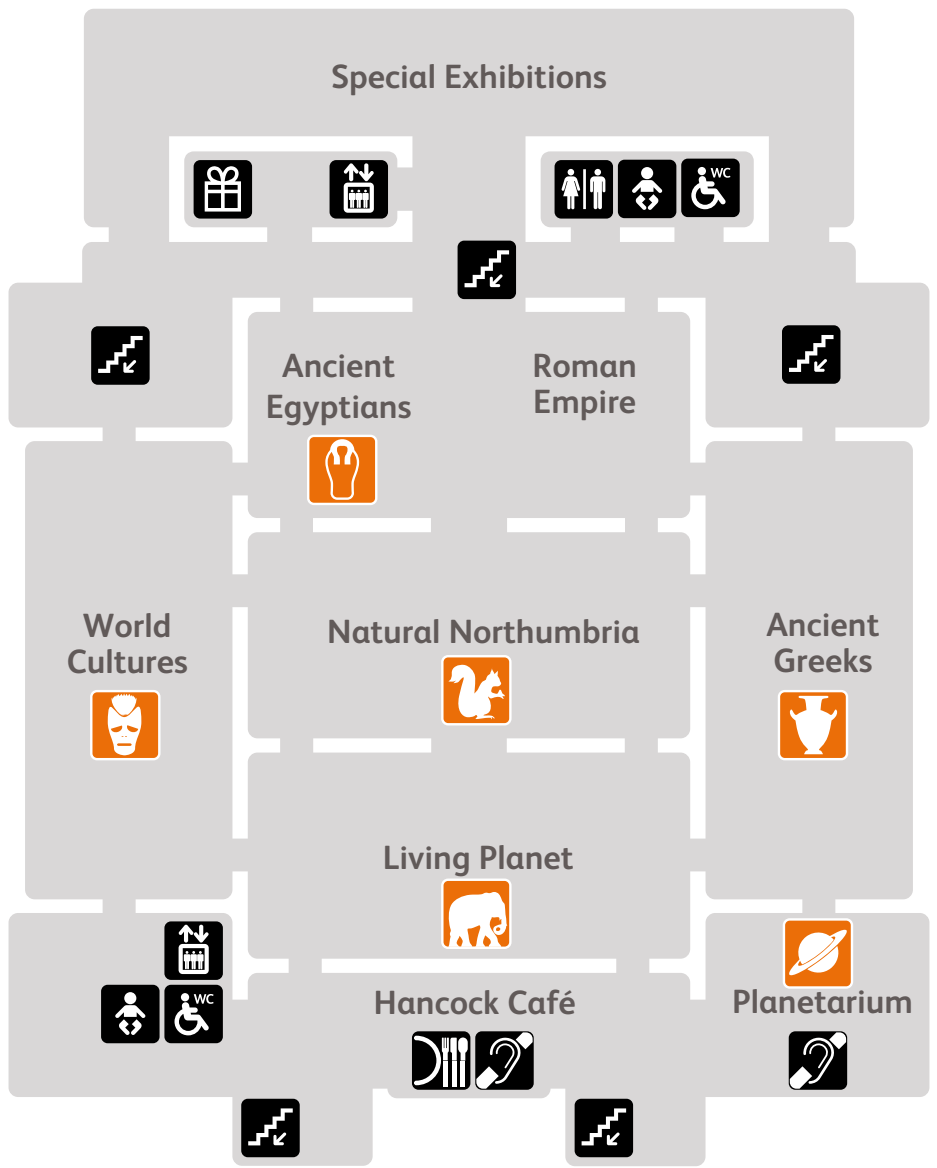 Special Exhibitions
WC
Ancient
Egyptians
Roman
Empire
World
Cultures
Natural Northumbria
Ancient
Greeks
Living Planet
WC
Hancock Café
Planetarium